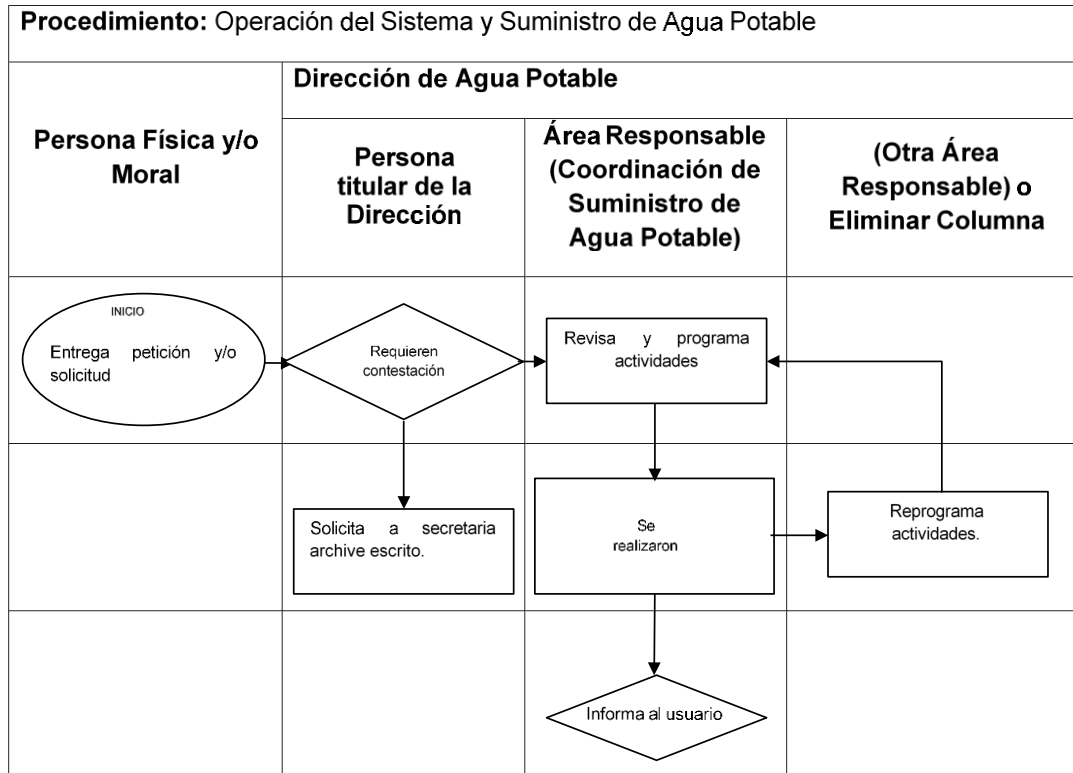 Procedimiento: Operación del Sistema y Suministro de Agua Potable
Persona Física y/o
Moral
Dirección de Agua Potable
Persona
titular de la
Dirección
Área Responsable
(Coordinación de
Suministro de
Agua Potable)
(Otra Área
Responsable) o
Eliminar Columna
INICIO
Entrega petición y/o
solicitud
Requieren
contestación
Revisa y programa
actividades
Solicita a secretaria
archive escrito.
Se
realizaron
Reprograma
actividades.
Informa al usuario